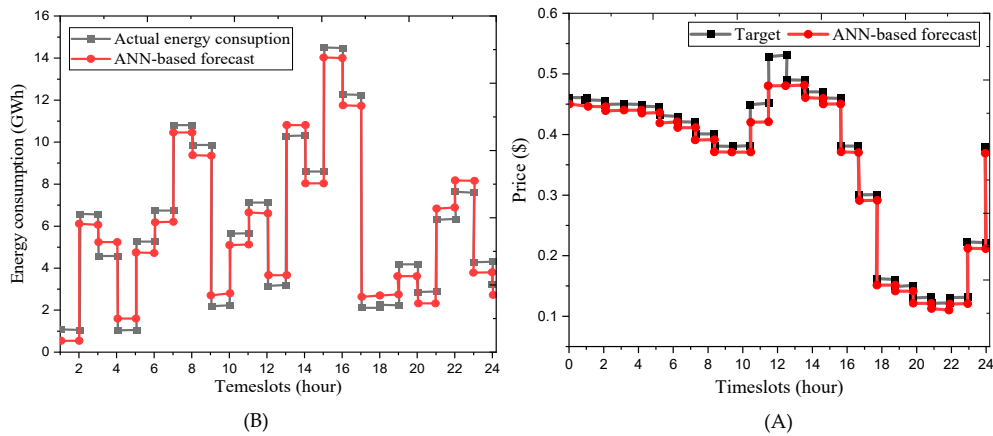 Energy consumption (GWh)
16
14
12
10
8
6
4
2
0
Actual energy consuption
ANN-based forecast
2 4 6 8 10 12 14 16 18 20 22 24
Temeslots (hour)
(B)
Price ($)
0.6
0.5
0.4
0.3
0.2
0.1
Target
ANN-based forecast
0 2 4 6 8 10 12 14 16 18 20 22 24
Timeslots (hour)
(A)